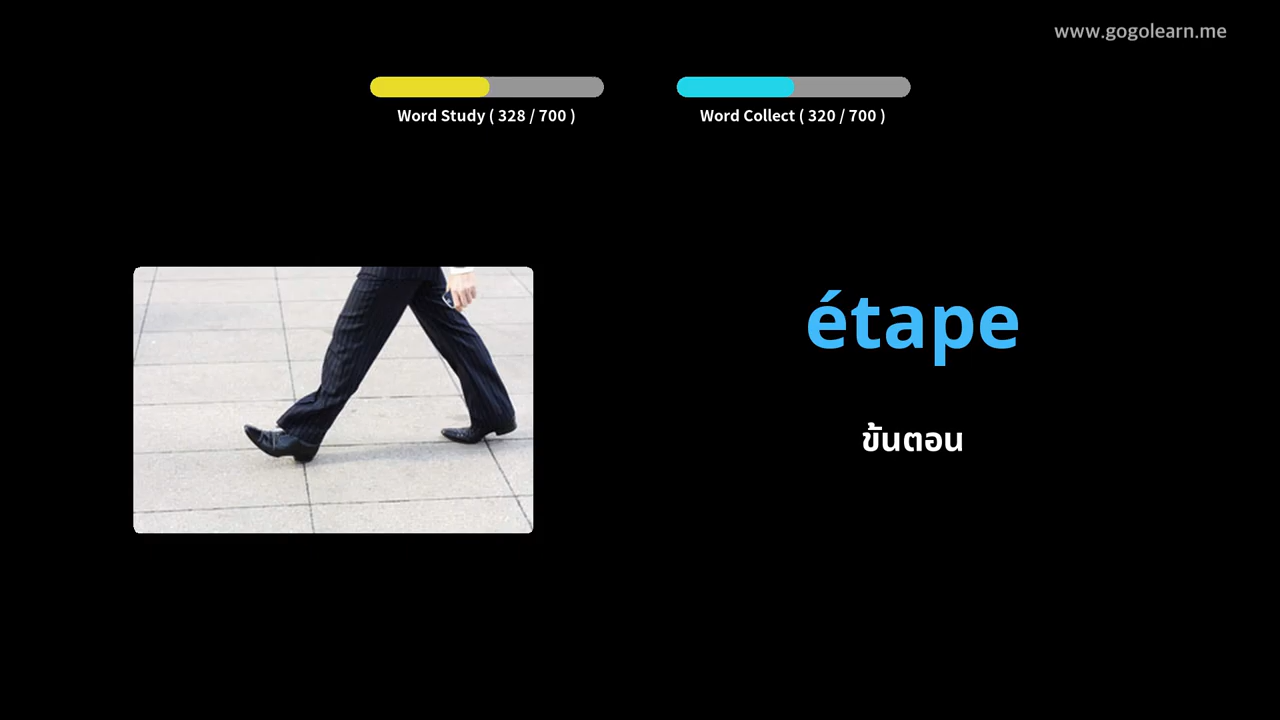 www.gogolearn.me
Word Study ( 328 / 700 )
Word Collect ( 320 / 700 )
étape
ขั้นตอน